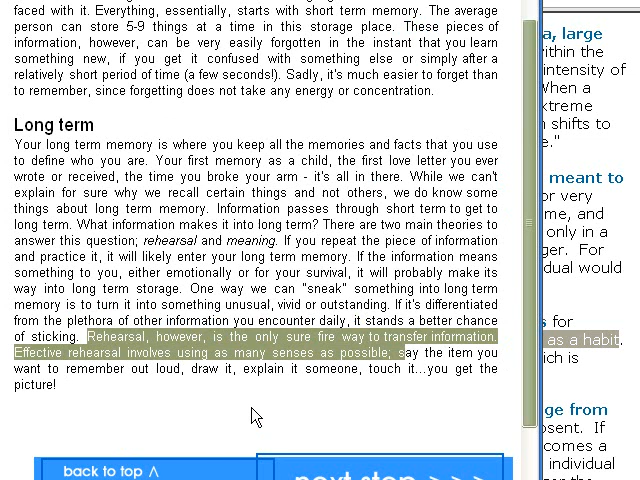 faced with it. Everything, essentially, starts with short term memory. The average
person can store 5-9 things at a time in this storage place. These pieces of
information, however, can be very easily forgotten in the instant that you learn
something new, if you get it confused with something else or simply after a
relatively short period of time (a few seconds!). Sadly, it's much easier to forget than
to remember, since forgetting does not take any energy or concentration.
Long term
Your long term memory is where you keep all the memories and facts that you use
to define who you are. Your first memory as a child, the first love letter you ever
wrote or received, the time you broke your arm - it's all in there. While we can't
explain for sure why we recall certain things and not others, we do know some
things about long term memory. Information passes through short term to get to
long term. What information makes it into long term? There are two main theories to
answer this question; rehearsal and meaning. If you repeat the piece of information
and practice it, it will likely enter your long term memory. If the information means
something to you, either emotionally or for your survival, it will probably make its
way into long term storage. One way we can "sneak" something into long term
memory is to turn it into something unusual, vivid or outstanding. If it's differentiated
from the plethora of other information you encounter daily, it stands a better chance
of sticking. Rehearsal, however, is the only sure fire way to transfer information.
Effective rehearsal involves using as many senses as possible; say the item you
want to remember out loud, draw it, explain it someone, touch it...you get the
picture!
back to top Λ
next stop > > >
a, large
within the
intensity of
When a
extreme
shifts to
e."
meant to
or very
me, and
only in a
ger. For
dual would
s for
as a habit.
ich is
ge from
osent. If
comes a
individual